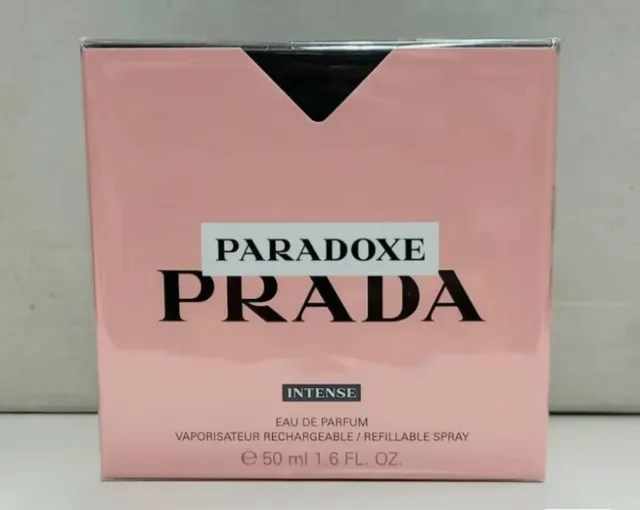 PARADOXE
PRADA
INTENSE
EAU DE PARFUM
VAPORISATEUR RECHARGEABLE / REFILLABLE SPRAY
℮ 50 ml 1.6 FL. OZ.